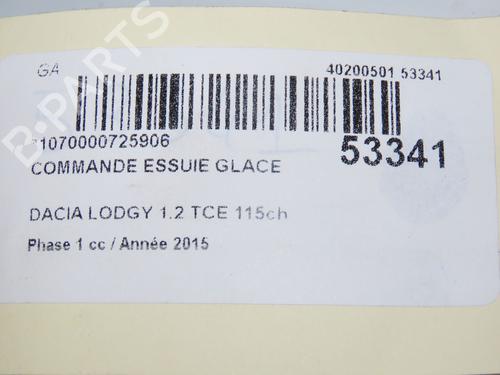 GA
40200501 53341
*1070000725906
53341
COMMANDE ESSUIE GLACE
DACIA LODGY 1.2 TCE 115ch
Phase 1 cc / Année 2015
B-PARTS